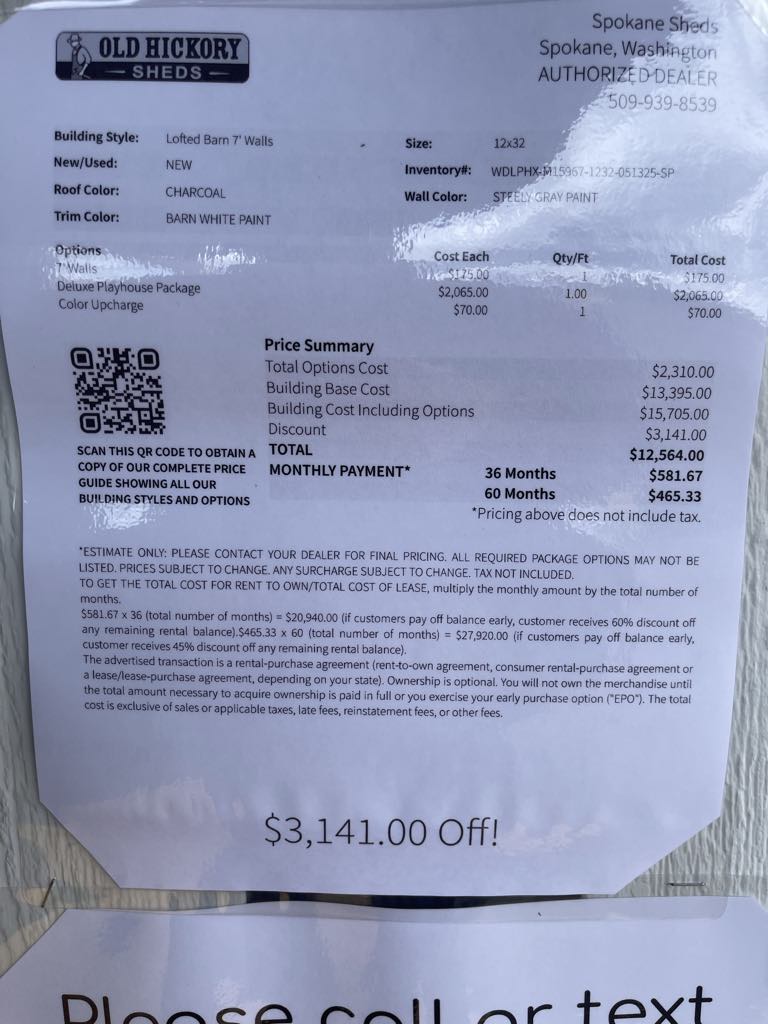 OLD HICKORY
SHEDS
Spokane Sheds
Spokane, Washington
AUTHORIZED DEALER
509-939-8539
Building Style: Lofted Barn 7' Walls Size: 12x32
New/Used: NEW Inventory#: WDLPHX-M15967-1232-051325-SP
Roof Color: CHARCOAL Wall Color: STEELY GRAY PAINT
Trim Color: BARN WHITE PAINT
Options Cost Each Qty/Ft Total Cost
7' Walls $175.00 1 $175.00
Deluxe Playhouse Package $2,065.00 1.00 $2,065.00
Color Upcharge $70.00 1 $70.00
Price Summary
Total Options Cost $2,310.00
Building Base Cost $13,395.00
Building Cost Including Options $15,705.00
Discount $3,141.00
TOTAL $12,564.00
MONTHLY PAYMENT* 36 Months $581.67
60 Months $465.33
*Pricing above does not include tax.
SCAN THIS QR CODE TO OBTAIN A
COPY OF OUR COMPLETE PRICE
GUIDE SHOWING ALL OUR
BUILDING STYLES AND OPTIONS
*ESTIMATE ONLY: PLEASE CONTACT YOUR DEALER FOR FINAL PRICING. ALL REQUIRED PACKAGE OPTIONS MAY NOT BE
LISTED. PRICES SUBJECT TO CHANGE. ANY SURCHARGE SUBJECT TO CHANGE. TAX NOT INCLUDED.
TO GET THE TOTAL COST FOR RENT TO OWN/TOTAL COST OF LEASE, multiply the monthly amount by the total number of
months.
$581.67 x 36 (total number of months) = $20,940.00 (if customers pay off balance early, customer receives 60% discount off
any remaining rental balance).$465.33 x 60 (total number of months) = $27,920.00 (if customers pay off balance early,
customer receives 45% discount off any remaining rental balance).
The advertised transaction is a rental-purchase agreement (rent-to-own agreement, consumer rental-purchase agreement or
a lease/lease-purchase agreement, depending on your state). Ownership is optional. You will not own the merchandise until
the total amount necessary to acquire ownership is paid in full or you exercise your early purchase option ("EPO"). The total
cost is exclusive of sales or applicable taxes, late fees, reinstatement fees, or other fees.
$3,141.00 Off!
Please call or text